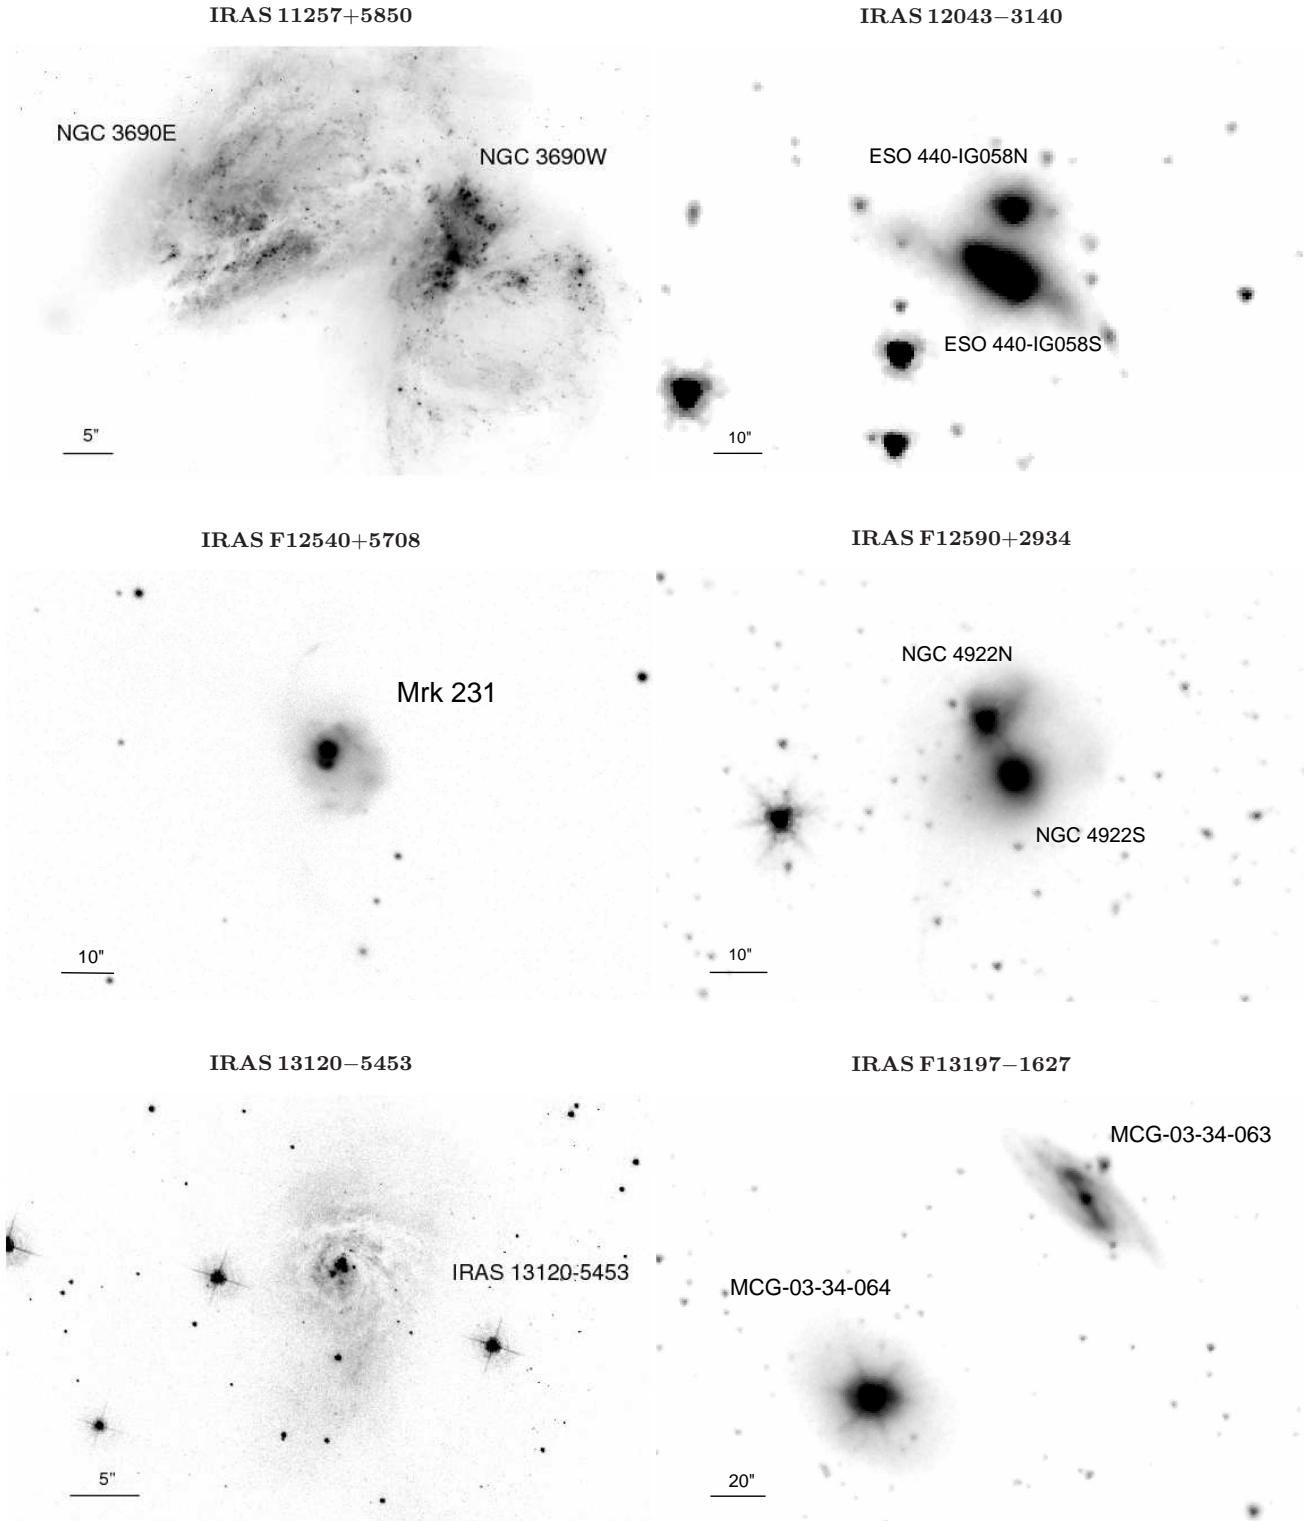 IRAS 11257+5850
IRAS 12043−3140
NGC 3690E
NGC 3690W
5"
ESO 440-IG058N
ESO 440-IG058S
10"
IRAS F12540+5708
IRAS F12590+2934
Mrk 231
10"
NGC 4922N
NGC 4922S
10"
IRAS 13120−5453
IRAS F13197−1627
IRAS 13120-5453
5"
MCG-03-34-063
MCG-03-34-064
20"